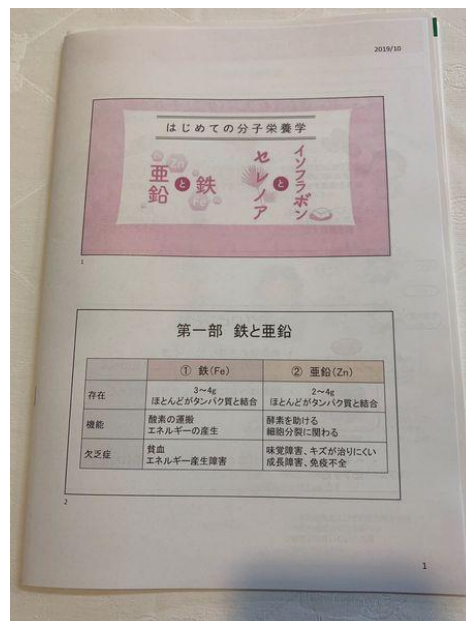 2019/10
はじめての分子栄養学
亜鉛と鉄
Zn
Fe
セレノアとイソフラボン
1
第一部 鉄と亜鉛
① 鉄(Fe) ② 亜鉛(Zn)
存在 3〜4g ほとんどがタンパク質と結合 2〜4g ほとんどがタンパク質と結合
機能 酸素の運搬 エネルギーの産生 酵素を助ける 細胞分裂に関わる
欠乏症 貧血 エネルギー産生障害 味覚障害、キズが治りにくい 成長障害、免疫不全
2
1